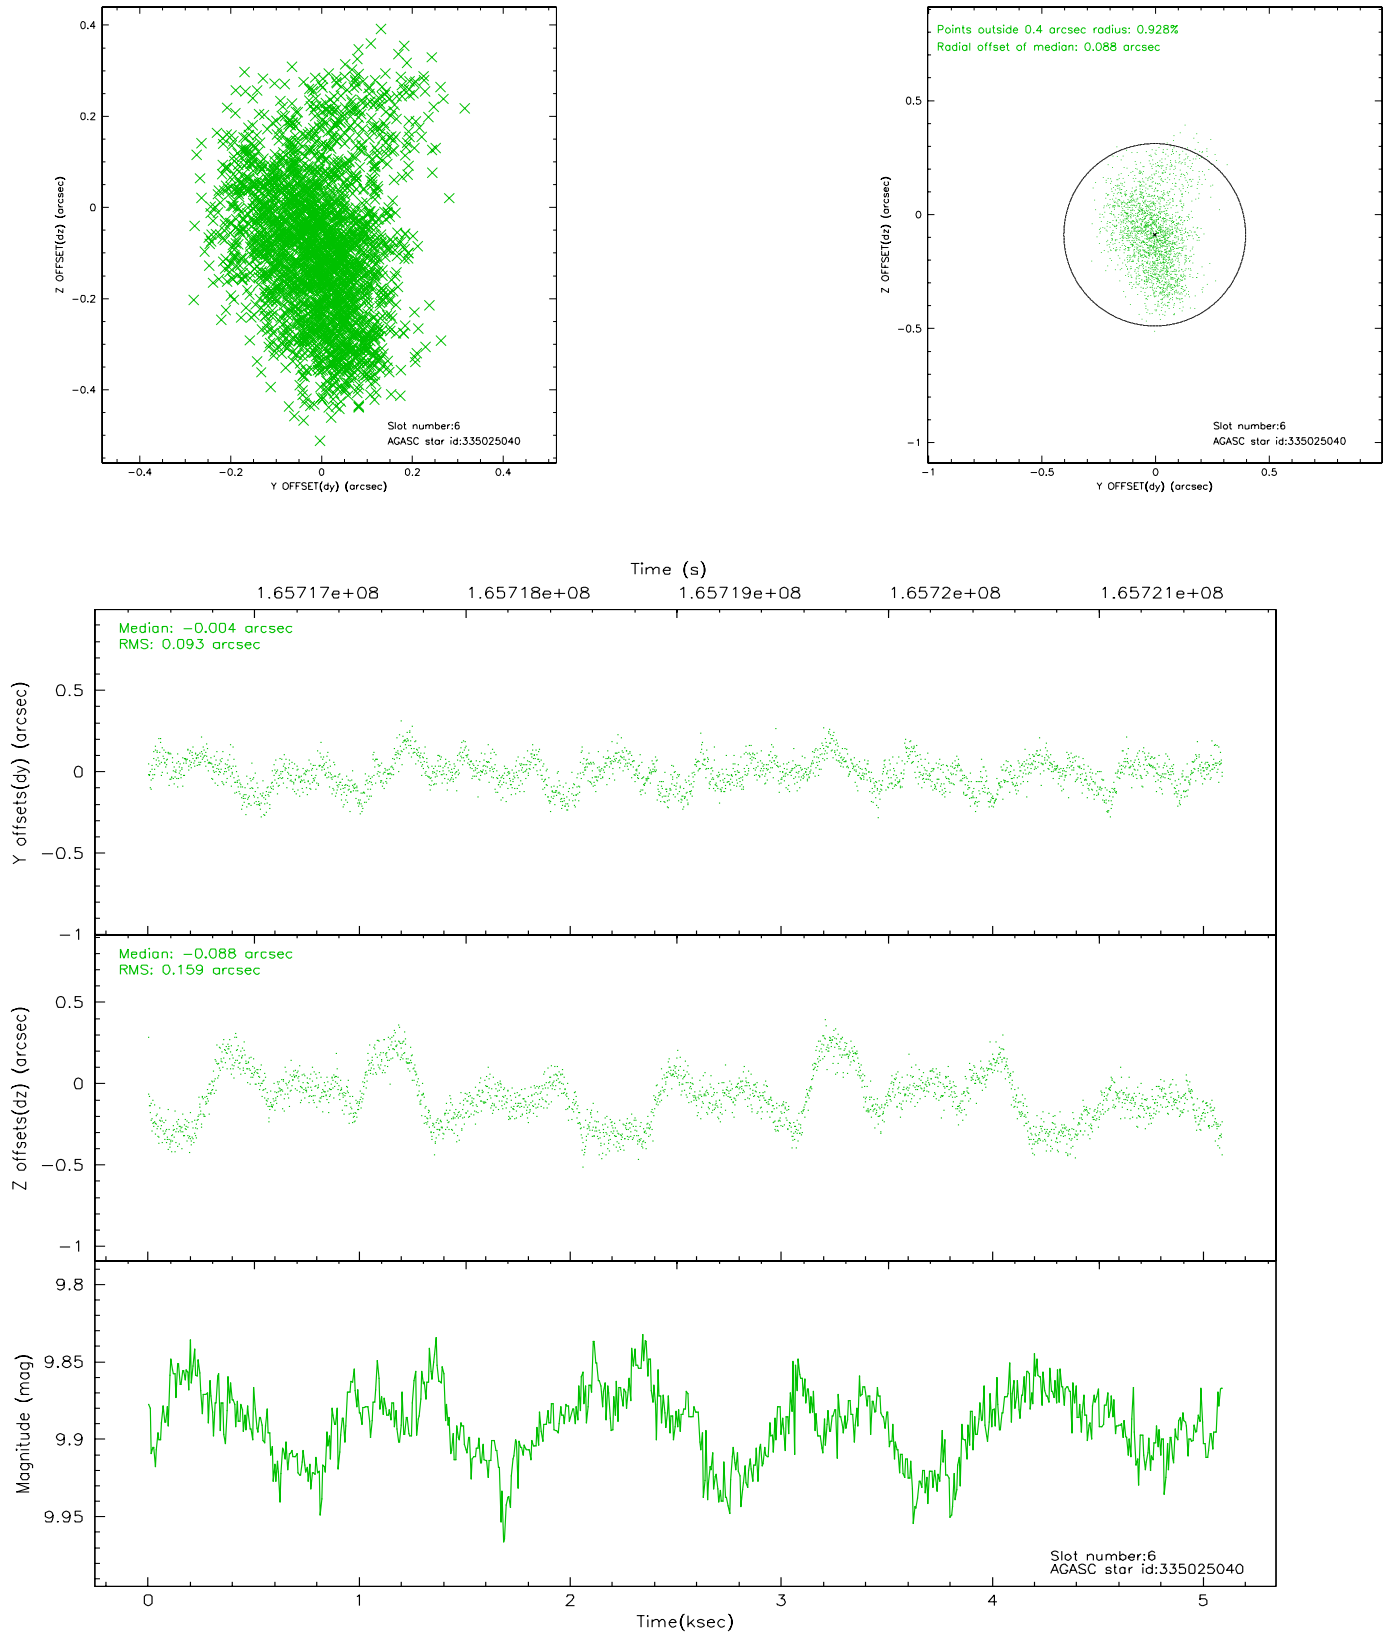 0.4
0.2
0
−0.2
−0.4
Z OFFSET(dz) (arcsec)
Slot number:6
AGASC star id:335025040
−0.4
−0.2
0
0.2
0.4
Y OFFSET(dy) (arcsec)
Points outside 0.4 arcsec radius: 0.928%
Radial offset of median: 0.088 arcsec
0.5
0
−0.5
−1
Z OFFSET(dz) (arcsec)
Slot number:6
AGASC star id:335025040
−1
−0.5
0
0.5
Y OFFSET(dy) (arcsec)
Time (s)
1.65717e+08
1.65718e+08
1.65719e+08
1.6572e+08
1.65721e+08
Median: −0.004 arcsec
RMS: 0.093 arcsec
0.5
0
−0.5
−1
Y offsets(dy) (arcsec)
Median: −0.088 arcsec
RMS: 0.159 arcsec
0.5
0
−0.5
−1
Z offsets(dz) (arcsec)
9.8
9.85
9.9
9.95
Magnitude (mag)
Slot number:6
AGASC star id:335025040
0
1
2
3
4
5
Time(ksec)